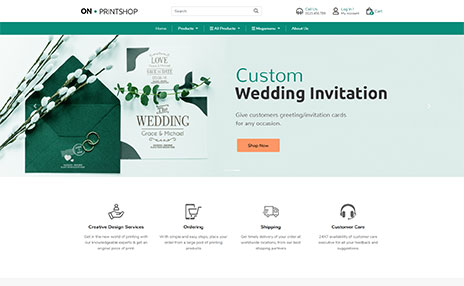 ON • PRINTSHOP
Search
Call Us
Log In !
My Account
Cart
Home
Products
All Products
Megamenu
About Us
LOVE
SAVE THE DATE
The
WEDDING
Grace & Michael
Custom
Wedding Invitation
Give customers greeting/invitation cards
for any occasion.
Shop Now
Creative Design Services
Get in the new world of printing with
our knowledgeable experts & get an
original piece of print.
Ordering
With simple and easy steps, place your
order from a large pool of printing
products.
Shipping
Get timely delivery of your order at
worldwide locations, from our best
shipping partners.
Customer Care
24X7 availability of customer care
executive for all your feedback and
suggestions.